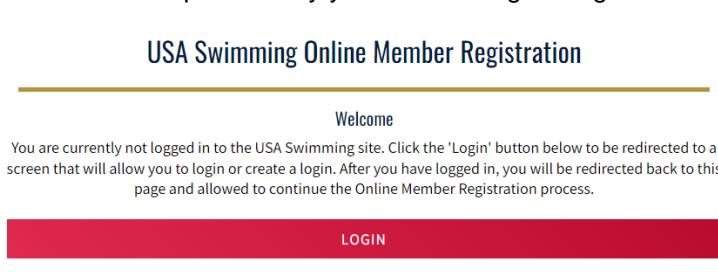 USA Swimming Online Member Registration
Welcome
You are currently not logged in to the USA Swimming site. Click the 'Login' button below to be redirected to a
screen that will allow you to login or create a login. After you have logged in, you will be redirected back to this
page and allowed to continue the Online Member Registration process.
LOGIN